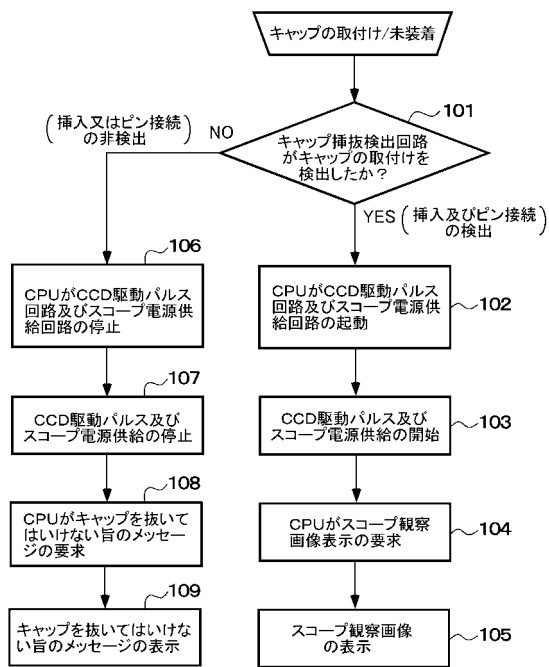 キャップの取付け/未装着
101
キャップ挿抜検出回路
がキャップの取付けを
検出したか？
NO
(挿入又はピン接続
の非検出)
YES
(挿入及びピン接続
の検出)
106
CPUがCCD駆動パルス
回路及びスコープ電源供
給回路の停止
102
CPUがCCD駆動パルス
回路及びスコープ電源供
給回路の起動
107
CCD駆動パルス及び
スコープ電源供給の停止
103
CCD駆動パルス及び
スコープ電源供給の開始
108
CPUがキャップを抜いて
はいけない旨のメッセー
ジの要求
104
CPUがスコープ観察
画像表示の要求
109
キャップを抜いてはいけな
い旨のメッセージの表示
105
スコープ観察画像
の表示